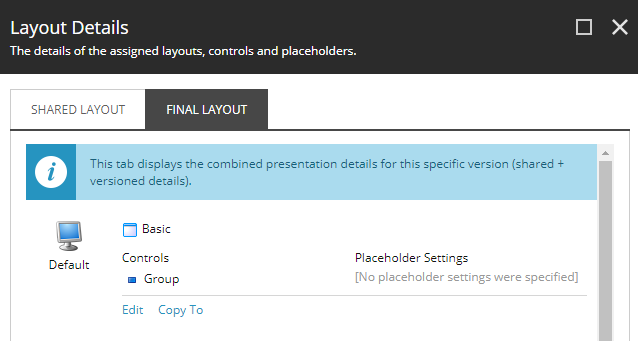 Layout Details
The details of the assigned layouts, controls and placeholders.
SHARED LAYOUT
FINAL LAYOUT
This tab displays the combined presentation details for this specific version (shared +
versioned details).
Default
Basic
Controls
Group
Placeholder Settings
[No placeholder settings were specified]
Edit
Copy To